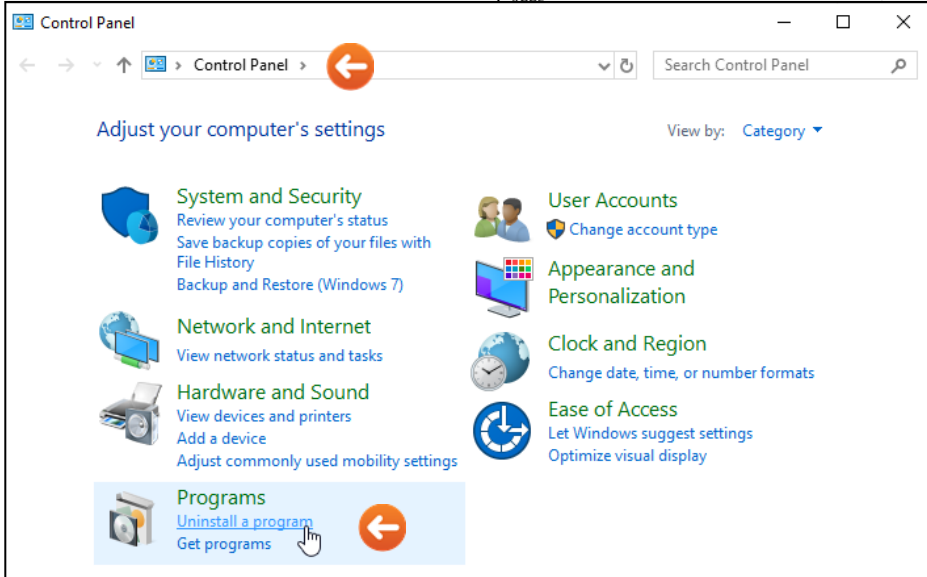 Control Panel
Control Panel
Search Control Panel
Adjust your computer's settings
View by: Category
System and Security
Review your computer's status
Save backup copies of your files with
File History
Backup and Restore (Windows 7)
Network and Internet
View network status and tasks
Hardware and Sound
View devices and printers
Add a device
Adjust commonly used mobility settings
Programs
Uninstall a program
Get programs
User Accounts
Change account type
Appearance and
Personalization
Clock and Region
Change date, time, or number formats
Ease of Access
Let Windows suggest settings
Optimize visual display